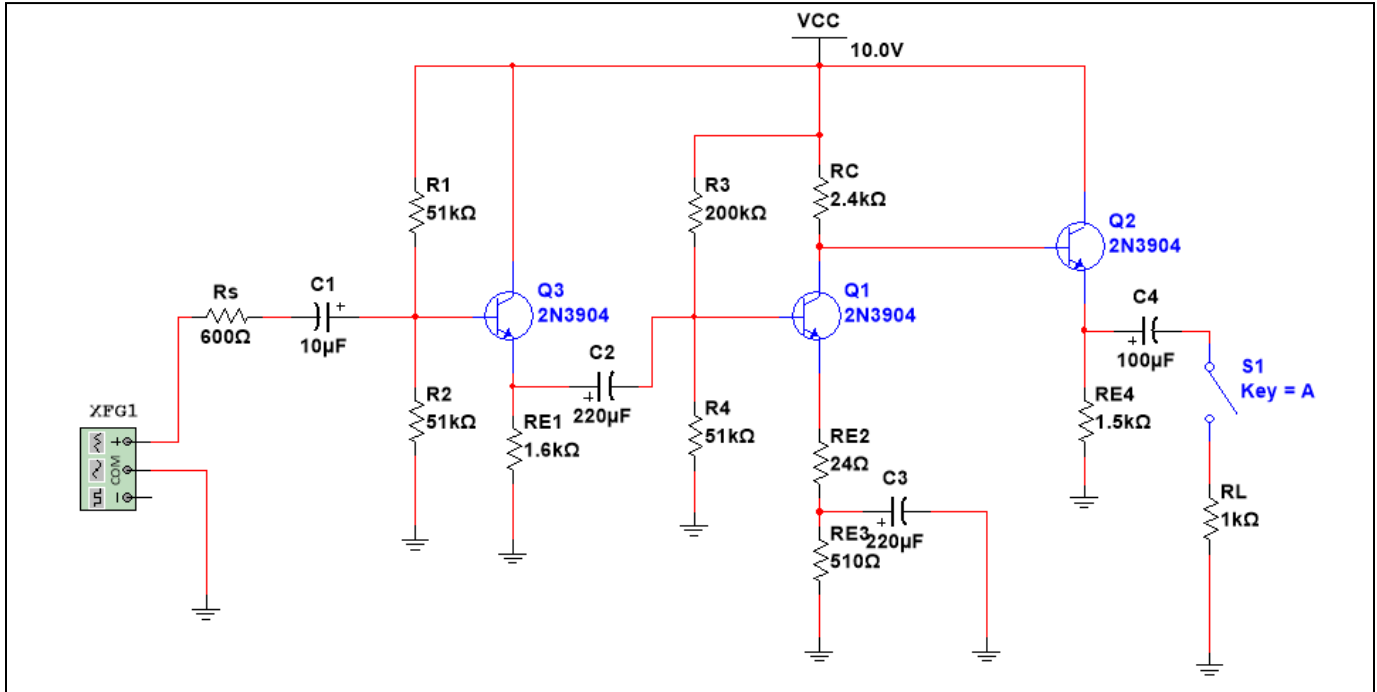 VCC
10.0V
R1
51kΩ
R3
200kΩ
RC
2.4kΩ
Q2
2N3904
Rs
600Ω
C1
+
10µF
Q3
2N3904
Q1
2N3904
C4
+
100µF
C2
+
220µF
S1
Key = A
XFG1
+
COM
R2
51kΩ
RE1
1.6kΩ
R4
51kΩ
RE2
24Ω
RE4
1.5kΩ
C3
+
220µF
RE3
510Ω
RL
1kΩ